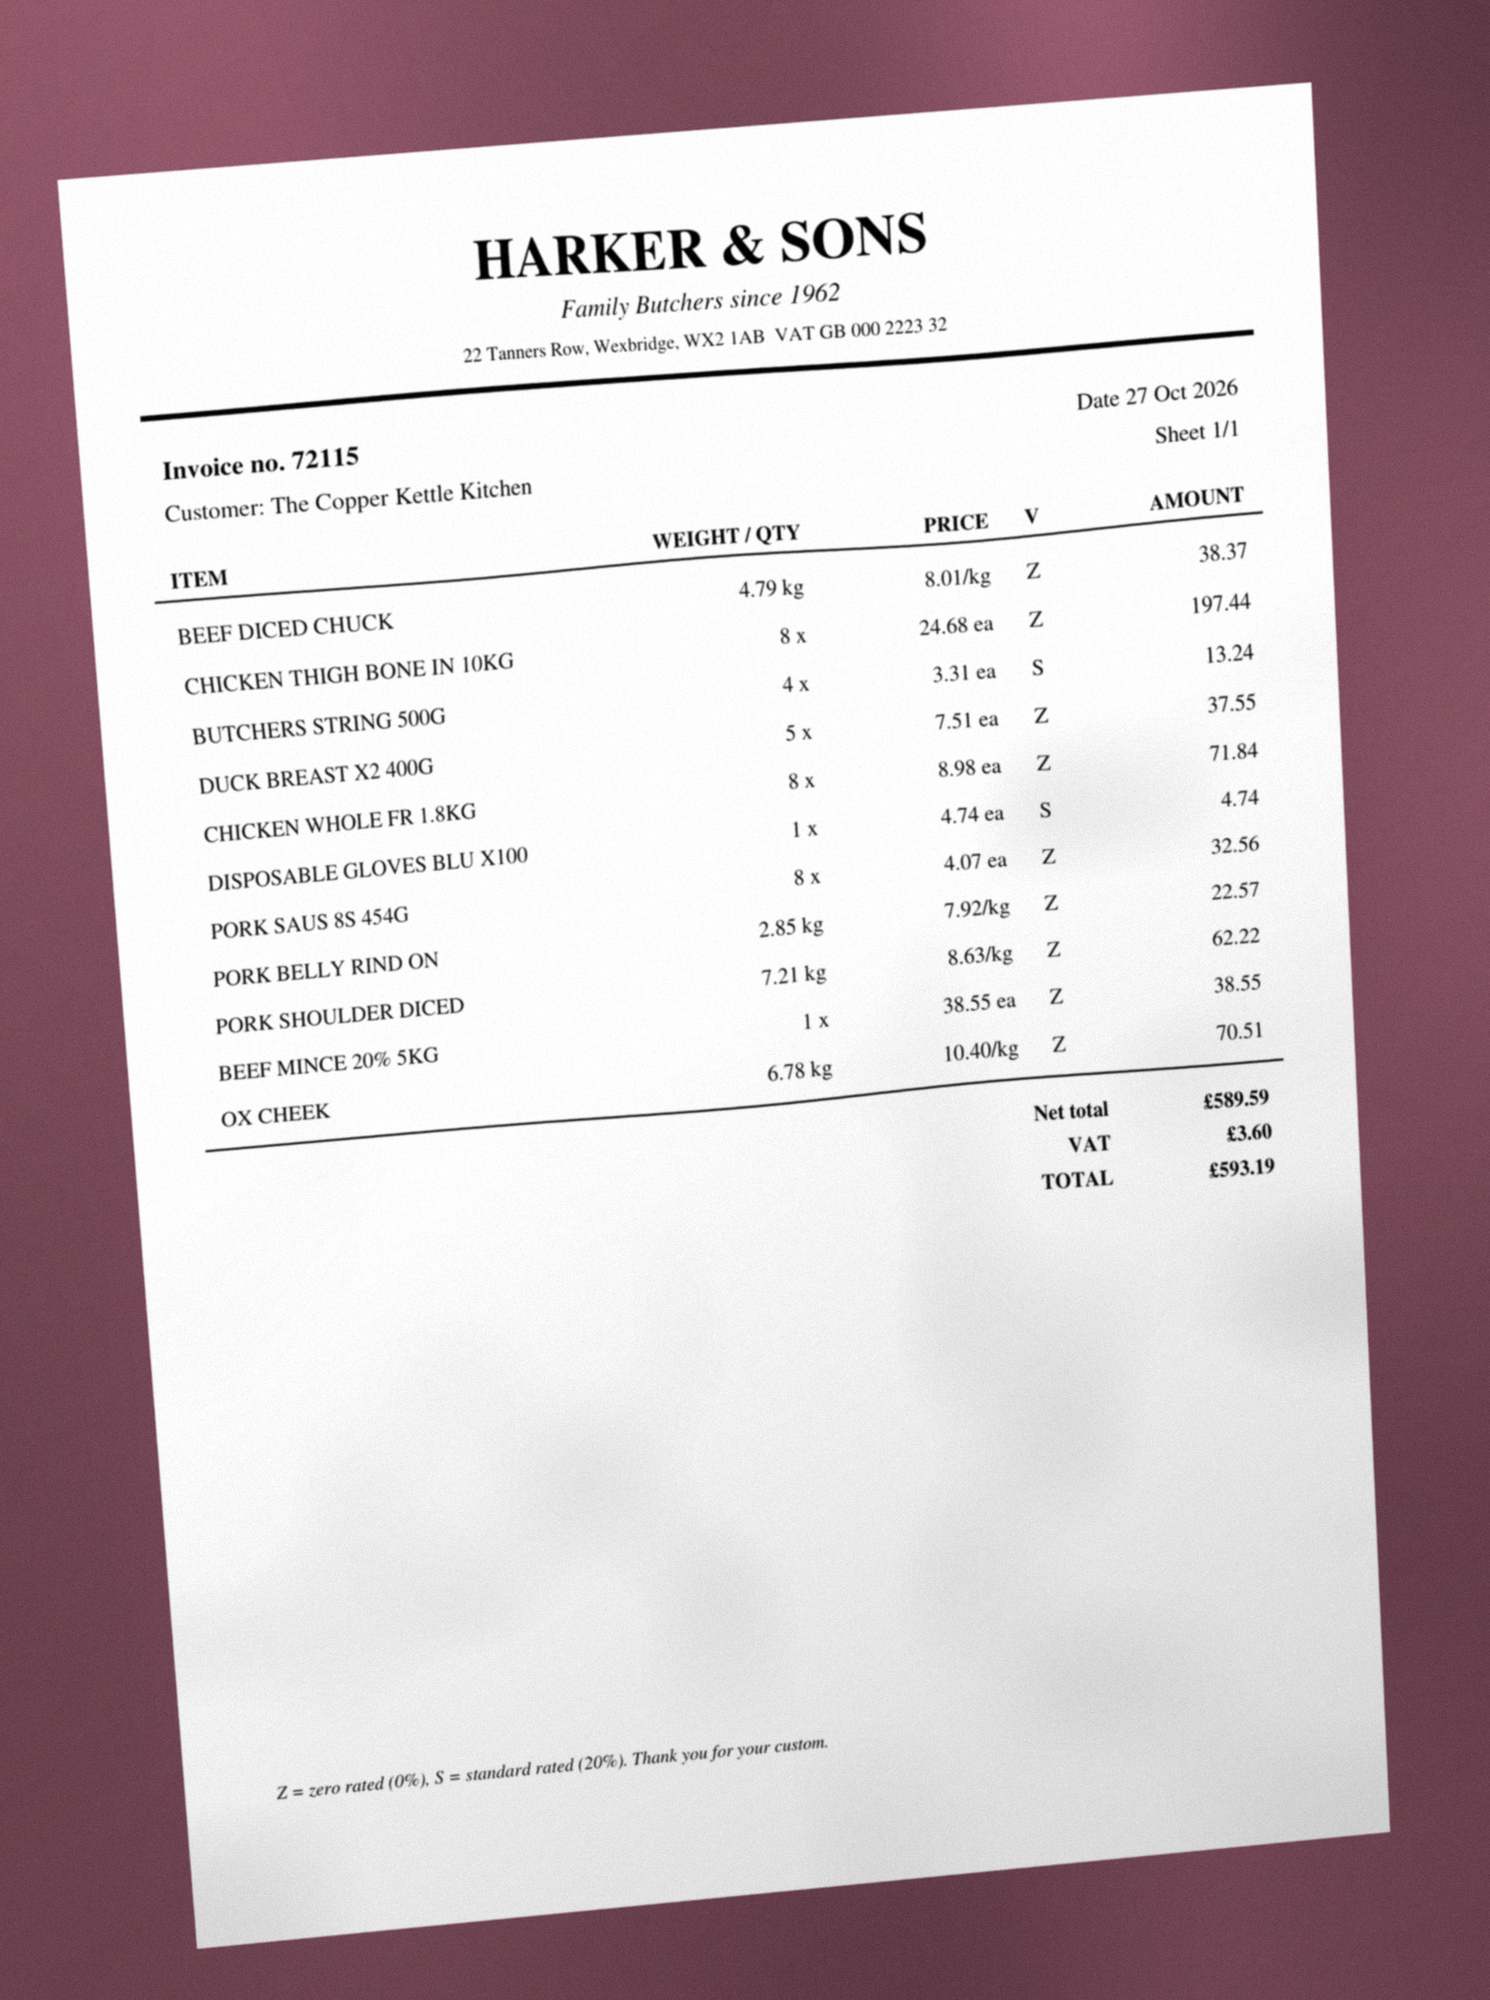 HARKER & SONS
Family Butchers since 1962
22 Tanners Row, Wexbridge, WX2 1AB VAT GB 000 2223 32
Invoice no. 72115
Date 27 Oct 2026
Customer: The Copper Kettle Kitchen
Sheet 1/1
ITEM WEIGHT / QTY PRICE V AMOUNT
BEEF DICED CHUCK 4.79 kg 8.01/kg Z 38.37
CHICKEN THIGH BONE IN 10KG 8 x 24.68 ea Z 197.44
BUTCHERS STRING 500G 4 x 3.31 ea S 13.24
DUCK BREAST X2 400G 5 x 7.51 ea Z 37.55
CHICKEN WHOLE FR 1.8KG 8 x 8.98 ea Z 71.84
DISPOSABLE GLOVES BLU X100 1 x 4.74 ea S 4.74
PORK SAUS 8S 454G 8 x 4.07 ea Z 32.56
PORK BELLY RIND ON 2.85 kg 7.92/kg Z 22.57
PORK SHOULDER DICED 7.21 kg 8.63/kg Z 62.22
BEEF MINCE 20% 5KG 1 x 38.55 ea Z 38.55
OX CHEEK 6.78 kg 10.40/kg Z 70.51
Net total £589.59
VAT £3.60
TOTAL £593.19
Z = zero rated (0%), S = standard rated (20%). Thank you for your custom.